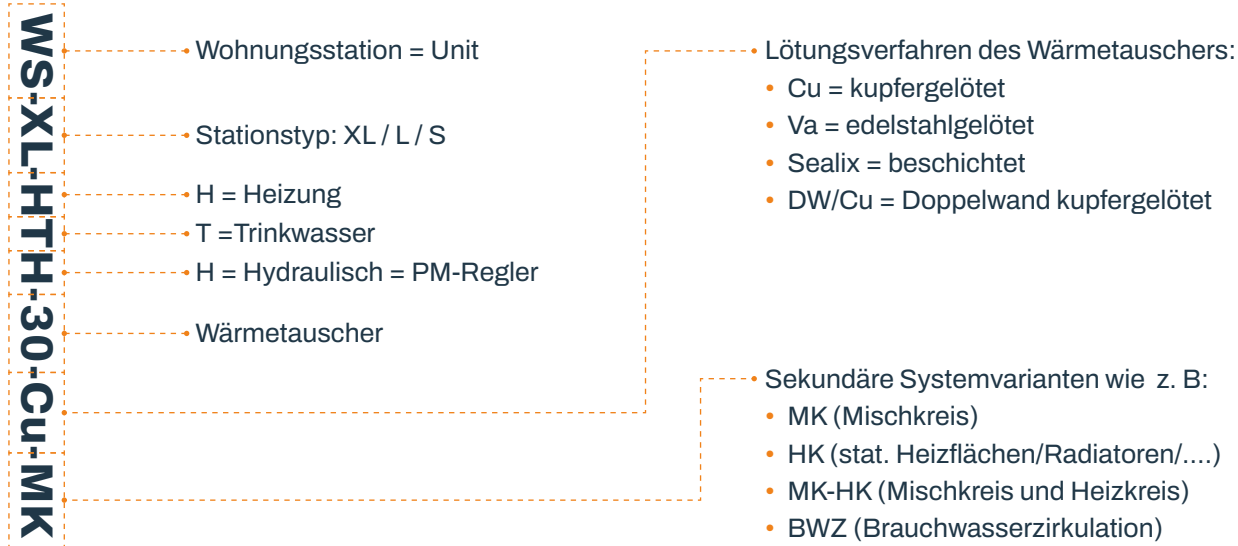 WS-XL-HTH-30-Cu-MK
Wohnungsstation = Unit
Stationstyp: XL / L / S
H = Heizung
T =Trinkwasser
H = Hydraulisch = PM-Regler
Wärmetauscher
Lötungsverfahren des Wärmetauschers:
• Cu = kupfergelötet
• Va = edelstahlgelötet
• Sealix = beschichtet
• DW/Cu = Doppelwand kupfergelötet
Sekundäre Systemvarianten wie z. B:
• MK (Mischkreis)
• HK (stat. Heizflächen/Radiatoren/....)
• MK-HK (Mischkreis und Heizkreis)
• BWZ (Brauchwasserzirkulation)